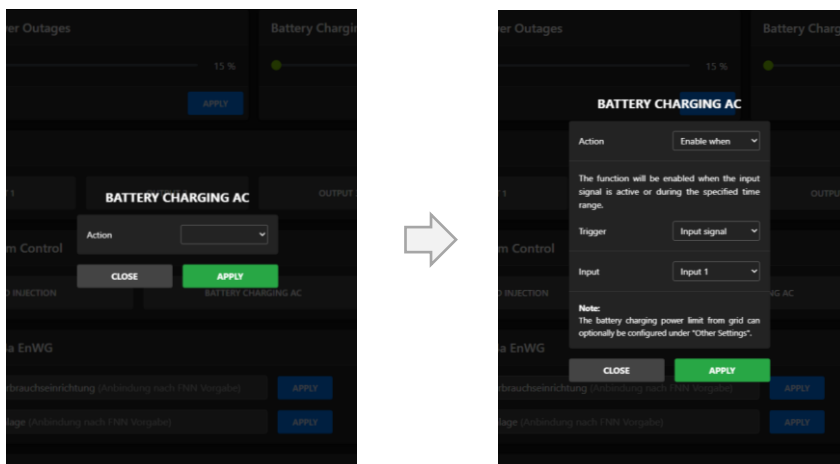 er Outages
Battery Chargi
15 %
APPLY
BATTERY CHARGING AC
OUTPUT
Action
m Control
CLOSE
APPLY
D INJECTION
BATTERY CHARGING AC
a EnWG
rbrauchseinrichtung (Anbindung nach FNN Vorgabe)
APPLY
lage (Anbindung nach FNN Vorgabe)
APPLY
er Outages
Battery Charg
15 %
BATTERY CHARGING AC
Action
Enable when
The function will be enabled when the input
signal is active or during the specified time
range.
OUTPU
Trigger
Input signal
m Control
Input
Input 1
D INJECTION
NG AC
Note:
The battery charging power limit from grid can
optionally be configured under "Other Settings".
a EnWG
CLOSE
APPLY
rbrauchseinrichtung (Anbindung nach FNN Vorgabe)
APPLY
lage (Anbindung nach FNN Vorgabe)
APPLY